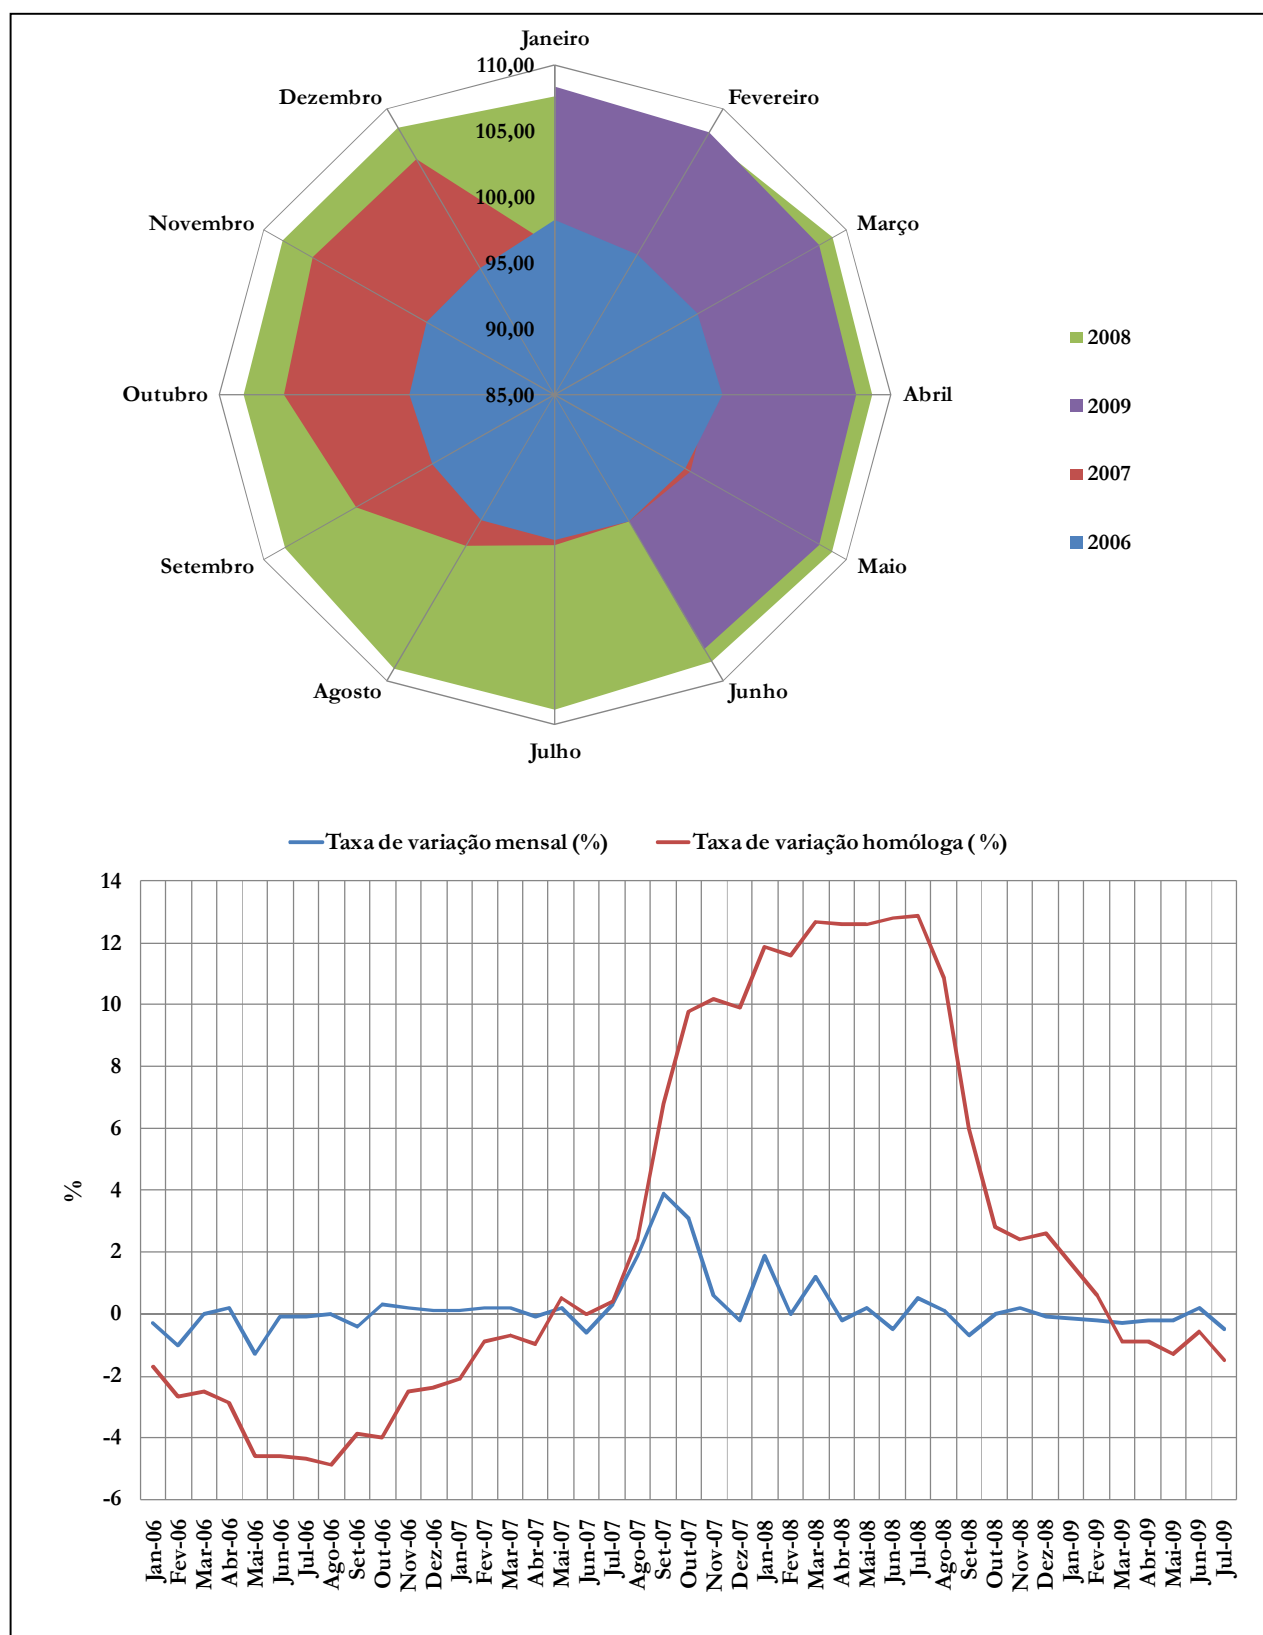 Janeiro
110,00
Dezembro
Fevereiro
105,00
100,00
Novembro
Março
95,00
90,00
2008
Outubro
85,00
Abril
2009
2007
2006
Setembro
Maio
Agosto
Junho
Julho
Taxa de variação mensal (%)
Taxa de variação homóloga ( %)
14
12
10
8
6
4
2
0
-2
-4
-6
%
Jan-06
Fev-06
Mar-06
Abr-06
Mai-06
Jun-06
Jul-06
Ago-06
Set-06
Out-06
Nov-06
Dez-06
Jan-07
Fev-07
Mar-07
Abr-07
Mai-07
Jun-07
Jul-07
Ago-07
Set-07
Out-07
Nov-07
Dez-07
Jan-08
Fev-08
Mar-08
Abr-08
Mai-08
Jun-08
Jul-08
Ago-08
Set-08
Out-08
Nov-08
Dez-08
Jan-09
Fev-09
Mar-09
Abr-09
Mai-09
Jun-09
Jul-09